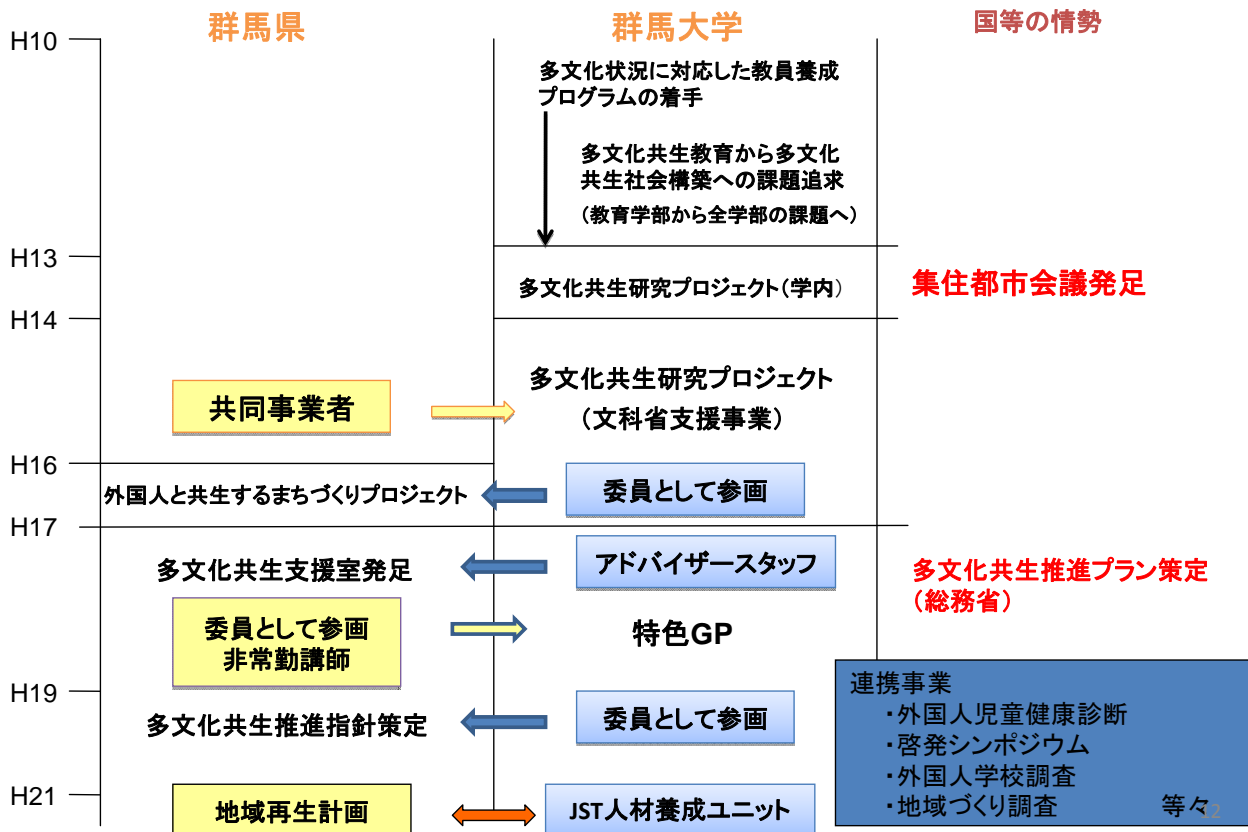 群馬県
群馬大学
国等の情勢
H10
多文化状況に対応した教員養成
プログラムの着手
多文化共生教育から多文化
共生社会構築への課題追求
(教育学部から全学部の課題へ)
H13
多文化共生研究プロジェクト(学内)
集住都市会議発足
H14
多文化共生研究プロジェクト
(文科省支援事業)
共同事業者
H16
外国人と共生するまちづくりプロジェクト
委員として参画
H17
多文化共生支援室発足
アドバイザースタッフ
多文化共生推進プラン策定
(総務省)
委員として参画
非常勤講師
特色GP
H19
多文化共生推進指針策定
委員として参画
連携事業
・外国人児童健康診断
・啓発シンポジウム
・外国人学校調査
・地域づくり調査 等々
12
H21
地域再生計画
JST人材養成ユニット